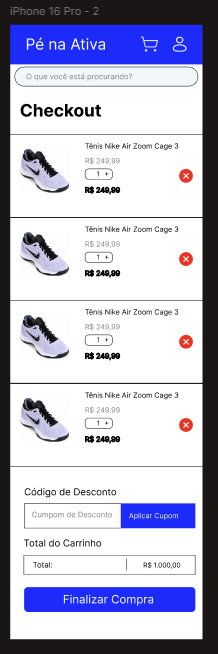 iPhone 16 Pro - 2
Pé na Ativa
O que você está procurando?
Checkout
Tênis Nike Air Zoom Cage 3
R$ 249,99
1 +
R$ 249,99
Tênis Nike Air Zoom Cage 3
R$ 249,99
1 +
R$ 249,99
Tênis Nike Air Zoom Cage 3
R$ 249,99
1 +
R$ 249,99
Tênis Nike Air Zoom Cage 3
R$ 249,99
1 +
R$ 249,99
Código de Desconto
Cumpom de Desconto Aplicar Cupom
Total do Carrinho
Total: R$ 1.000,00
Finalizar Compra